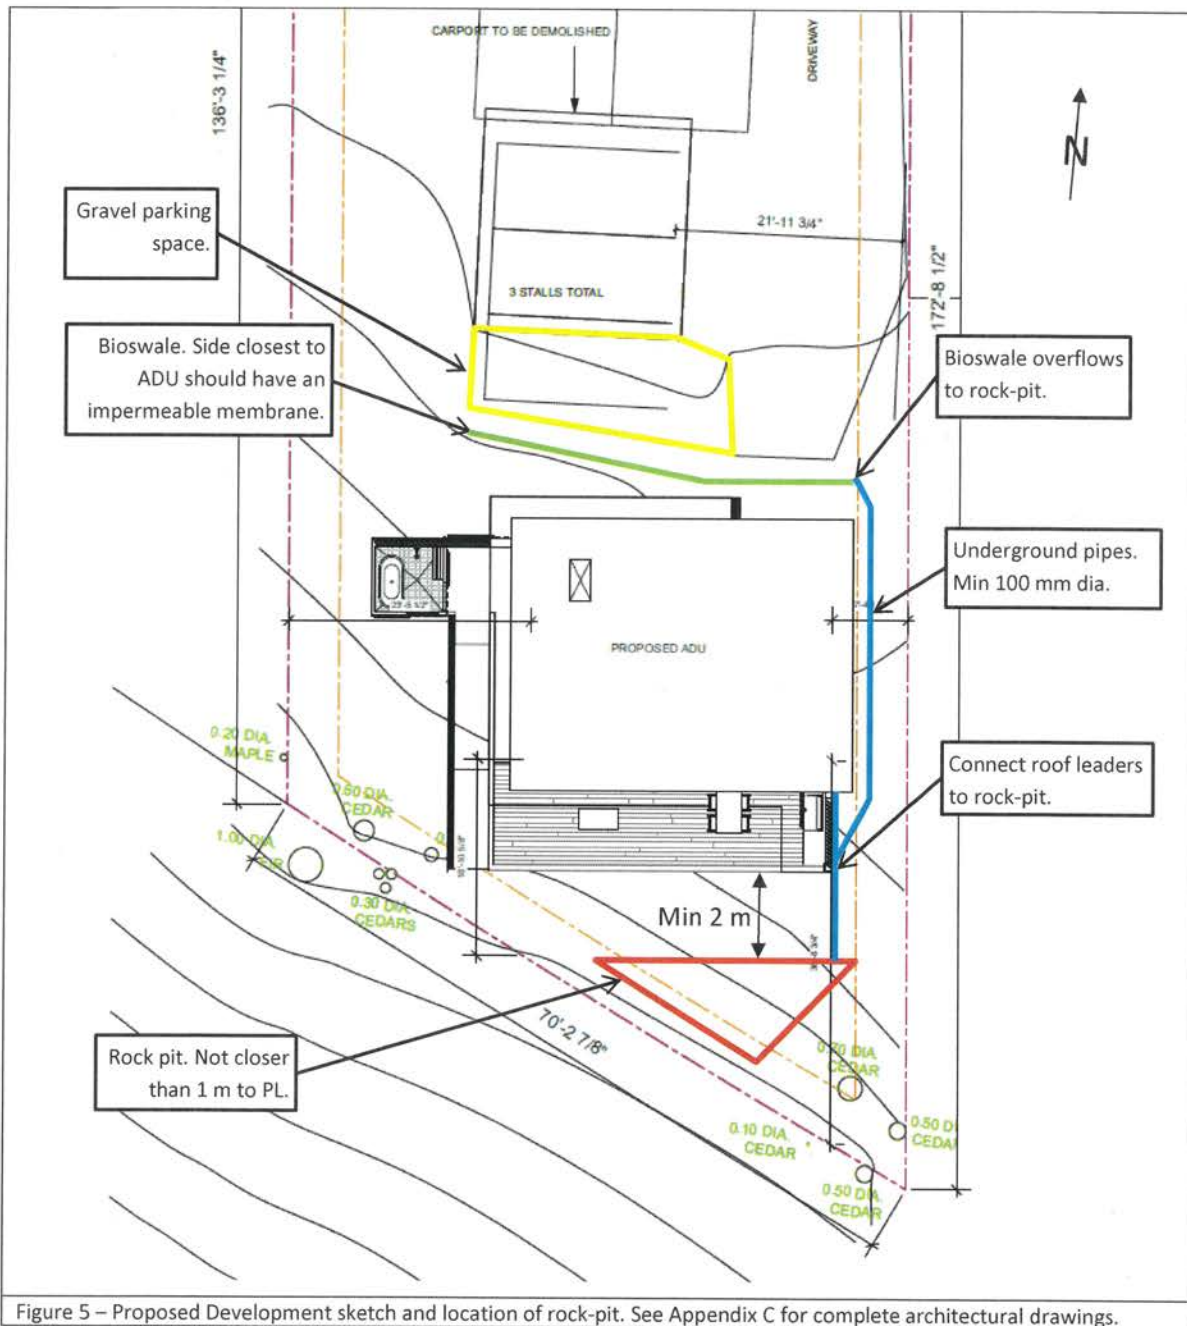 CARPORT TO BE DEMOLISHED
DRIVEWAY
136'-3 1/4"
N
Gravel parking
space.
21'-11 3/4"
172'-8 1/2"
3 STALLS TOTAL
Bioswale. Side closest to
ADU should have an
impermeable membrane.
Bioswale overflows
to rock-pit.
Underground pipes.
Min 100 mm dia.
PROPOSED ADU
0.20 DIA.
MAPLE
Connect roof leaders
to rock-pit.
0.60 DIA.
CEDAR
1.00 DIA.
FIR
0.30 DIA.
CEDARS
Min 2 m
70'-2 7/8"
Rock pit. Not closer
than 1 m to PL.
0.70 DIA.
CEDAR
0.10 DIA.
CEDAR
0.50 DI
CEDAR
0.50 DIA.
CEDAR
Figure 5 – Proposed Development sketch and location of rock-pit. See Appendix C for complete architectural drawings.